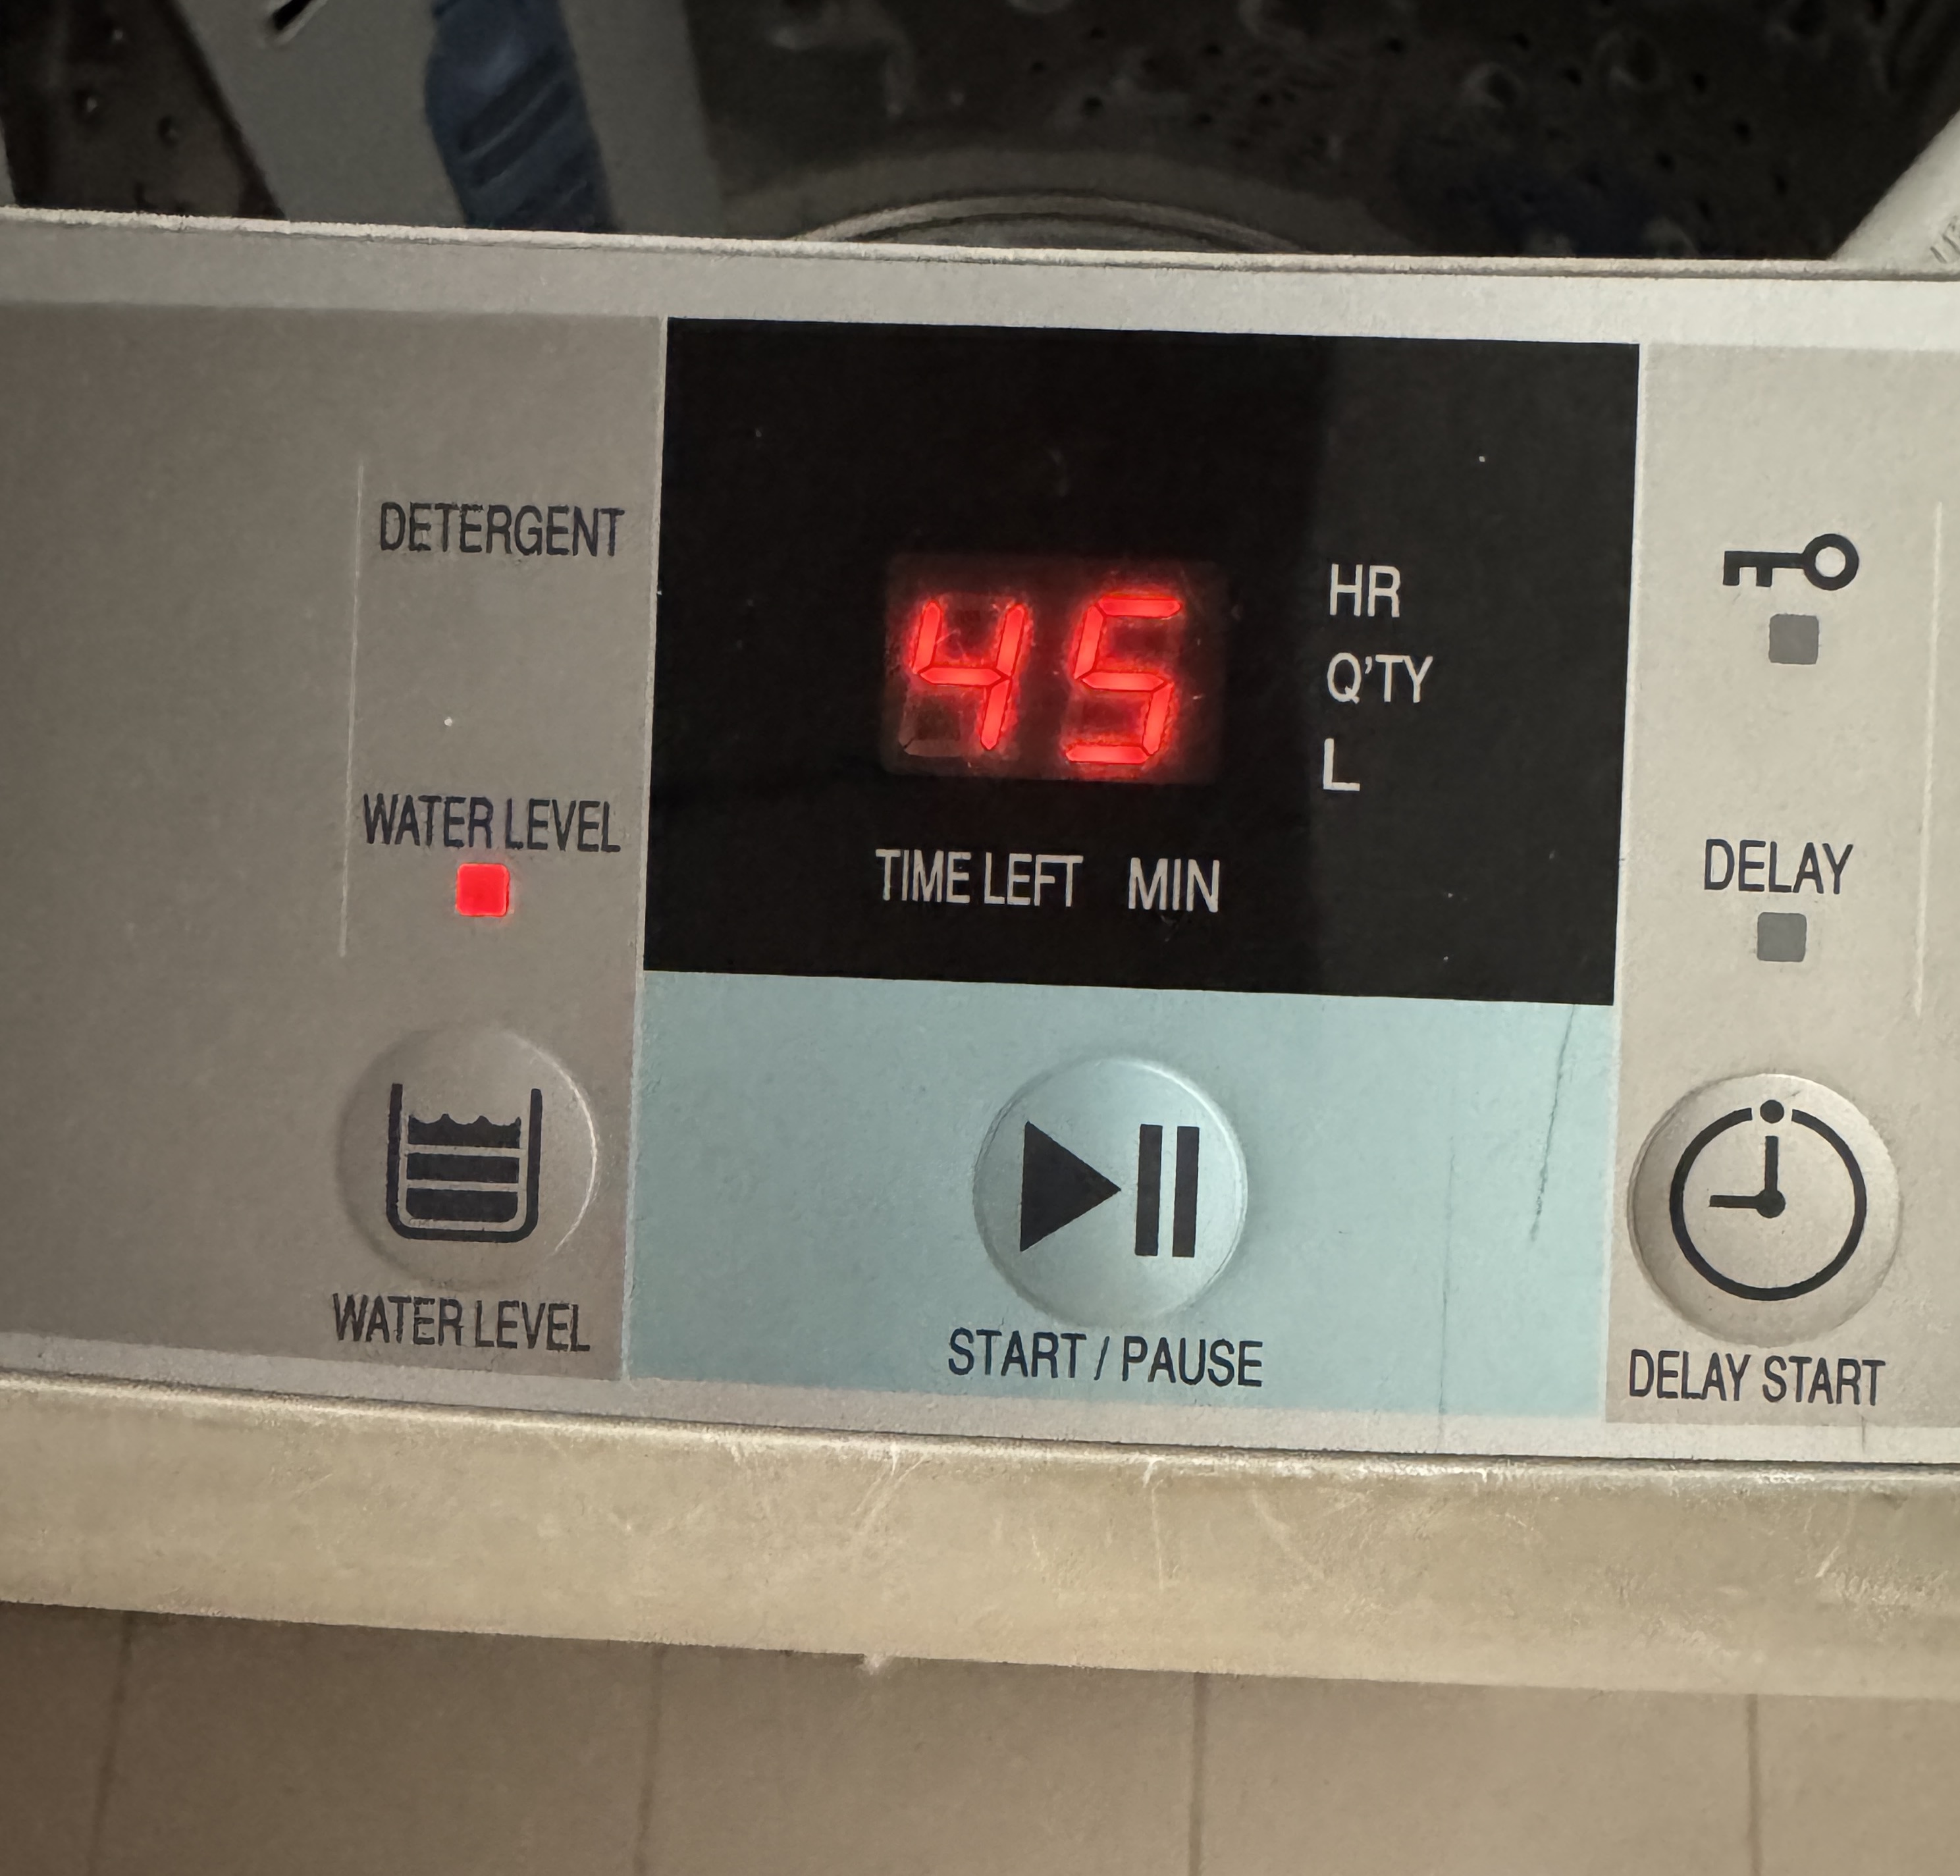 DETERGENT
WATER LEVEL
WATER LEVEL
45
HR
Q'TY
L
TIME LEFT MIN
START / PAUSE
DELAY
DELAY START